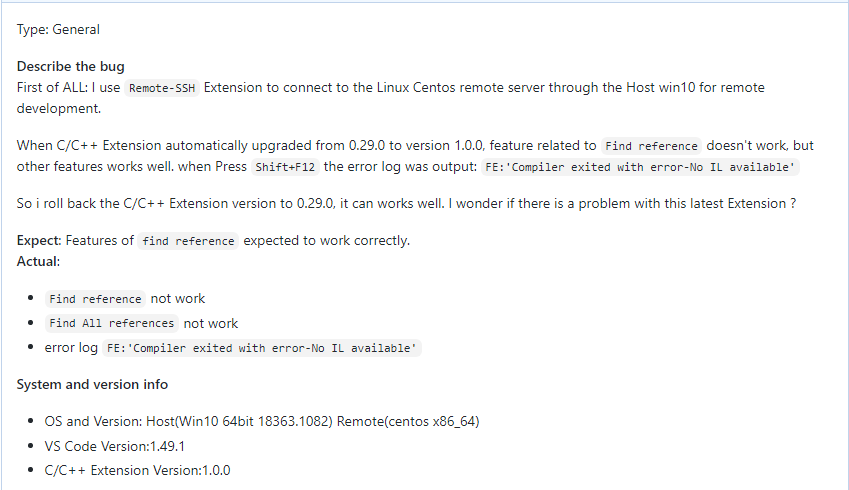 Type: General
Describe the bug
First of ALL: I use Remote-SSH Extension to connect to the Linux Centos remote server through the Host win10 for remote
development.
When C/C++ Extension automatically upgraded from 0.29.0 to version 1.0.0, feature related to Find reference doesn't work, but
other features works well. when Press Shift+F12 the error log was output: FE:'Compiler exited with error-No IL available'
So i roll back the C/C++ Extension version to 0.29.0, it can works well. I wonder if there is a problem with this latest Extension ?
Expect: Features of find reference expected to work correctly.
Actual:
• Find reference not work
• Find All references not work
• error log FE:'Compiler exited with error-No IL available'
System and version info
• OS and Version: Host(Win10 64bit 18363.1082) Remote(centos x86_64)
• VS Code Version:1.49.1
• C/C++ Extension Version:1.0.0